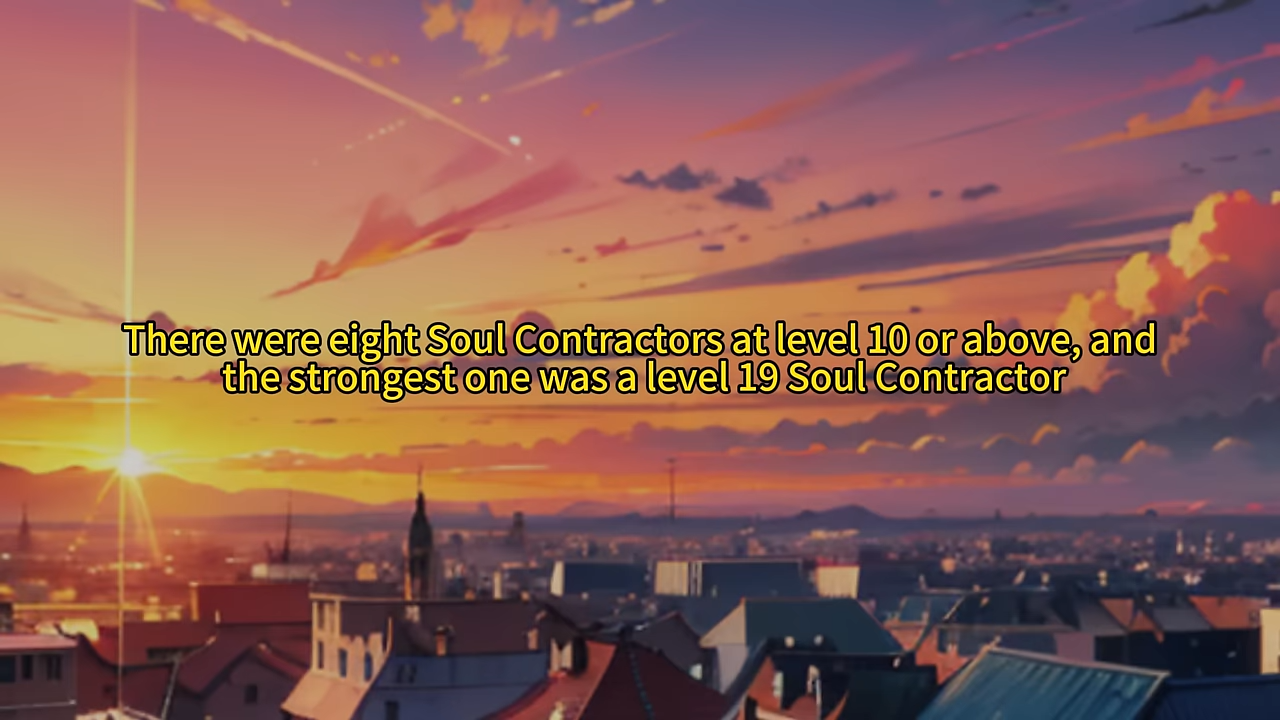 There were eight Soul Contractors at level 10 or above, and
the strongest one was a level 19 Soul Contractor